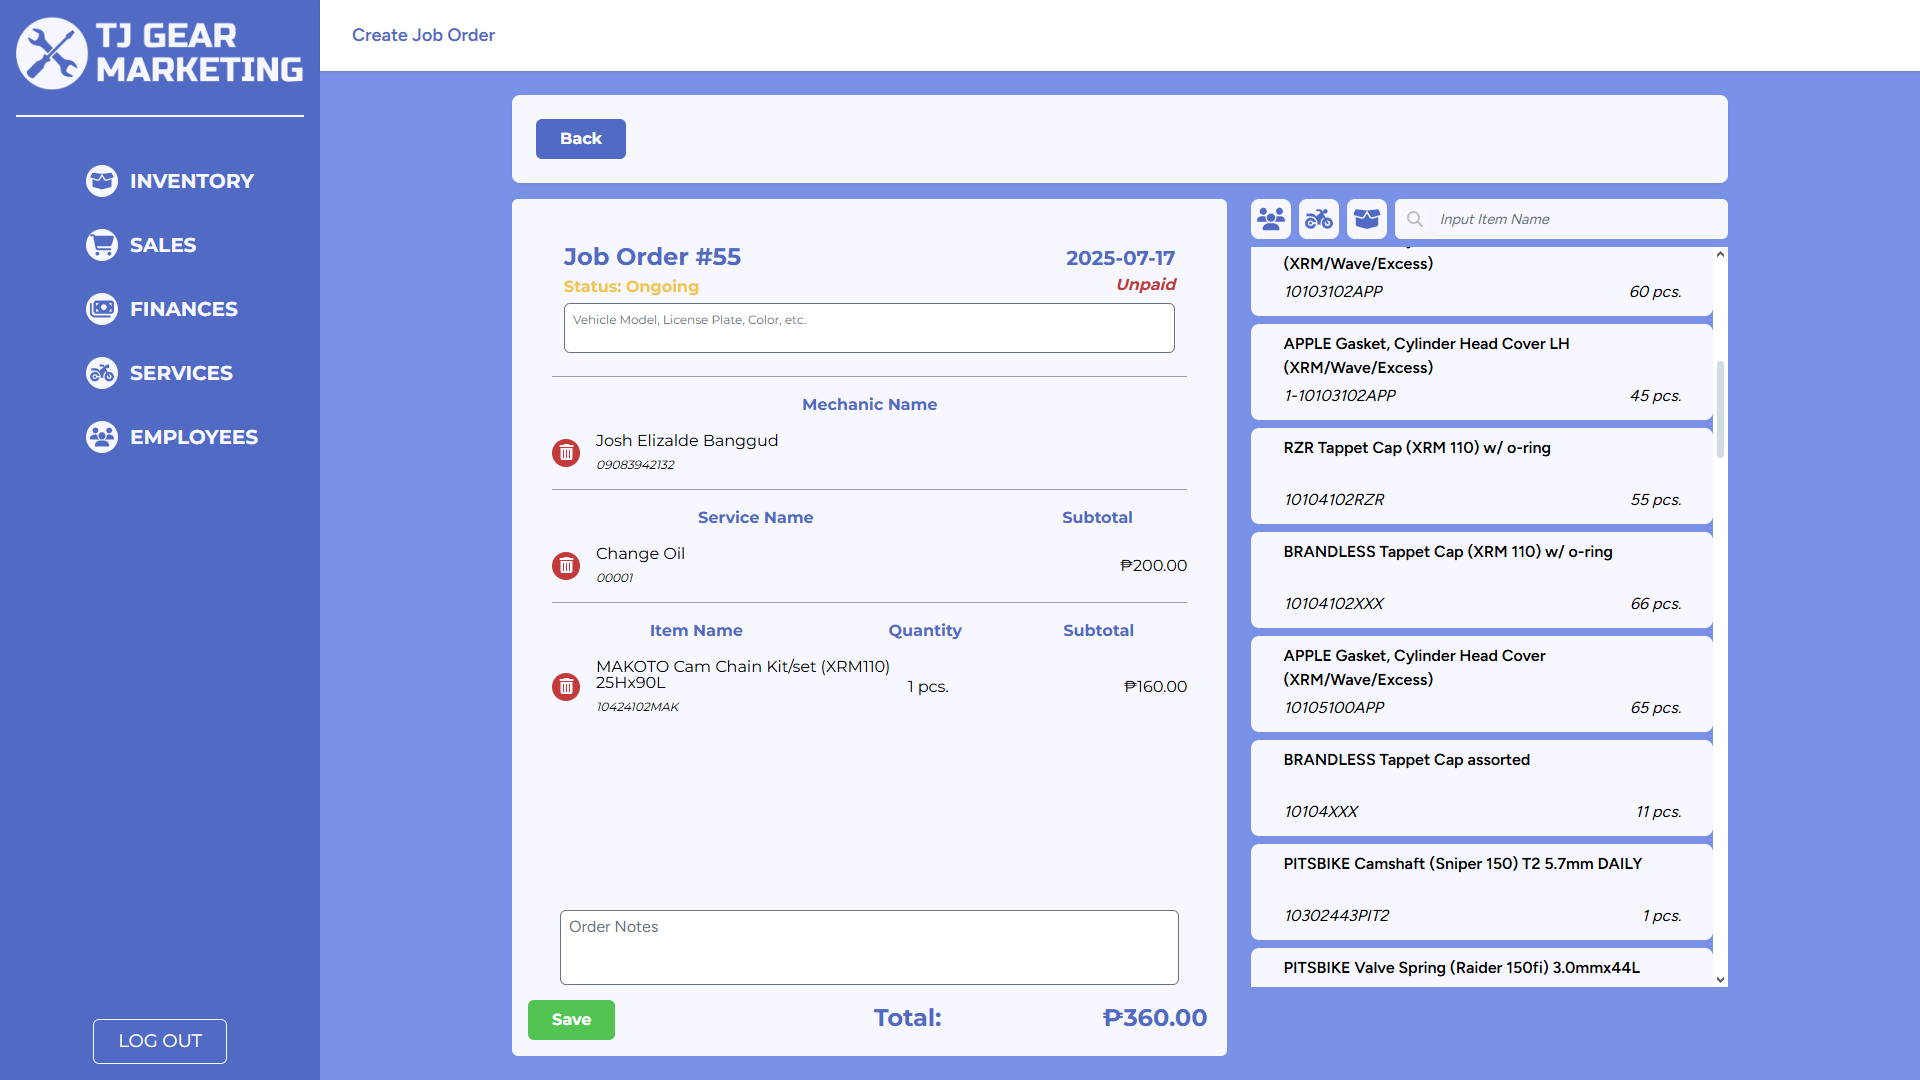 TJ GEAR
MARKETING
INVENTORY
SALES
FINANCES
SERVICES
EMPLOYEES
LOG OUT
Create Job Order
Back
Job Order #55
2025-07-17
Status: Ongoing
Unpaid
Vehicle Model, License Plate, Color, etc.
Mechanic Name
Josh Elizalde Banggud
09083942132
Service Name Subtotal
Change Oil
00001
₱200.00
Item Name Quantity Subtotal
MAKOTO Cam Chain Kit/set (XRM110)
25Hx90L
10424102MAK
1 pcs.
₱160.00
Order Notes
Save
Total: ₱360.00
Input Item Name
(XRM/Wave/Excess)
10103102APP 60 pcs.
APPLE Gasket, Cylinder Head Cover LH
(XRM/Wave/Excess)
1-10103102APP 45 pcs.
RZR Tappet Cap (XRM 110) w/ o-ring
10104102RZR 55 pcs.
BRANDLESS Tappet Cap (XRM 110) w/ o-ring
10104102XXX 66 pcs.
APPLE Gasket, Cylinder Head Cover
(XRM/Wave/Excess)
10105100APP 65 pcs.
BRANDLESS Tappet Cap assorted
10104XXX 11 pcs.
PITSBIKE Camshaft (Sniper 150) T2 5.7mm DAILY
10302443PIT2 1 pcs.
PITSBIKE Valve Spring (Raider 150fi) 3.0mmx44L